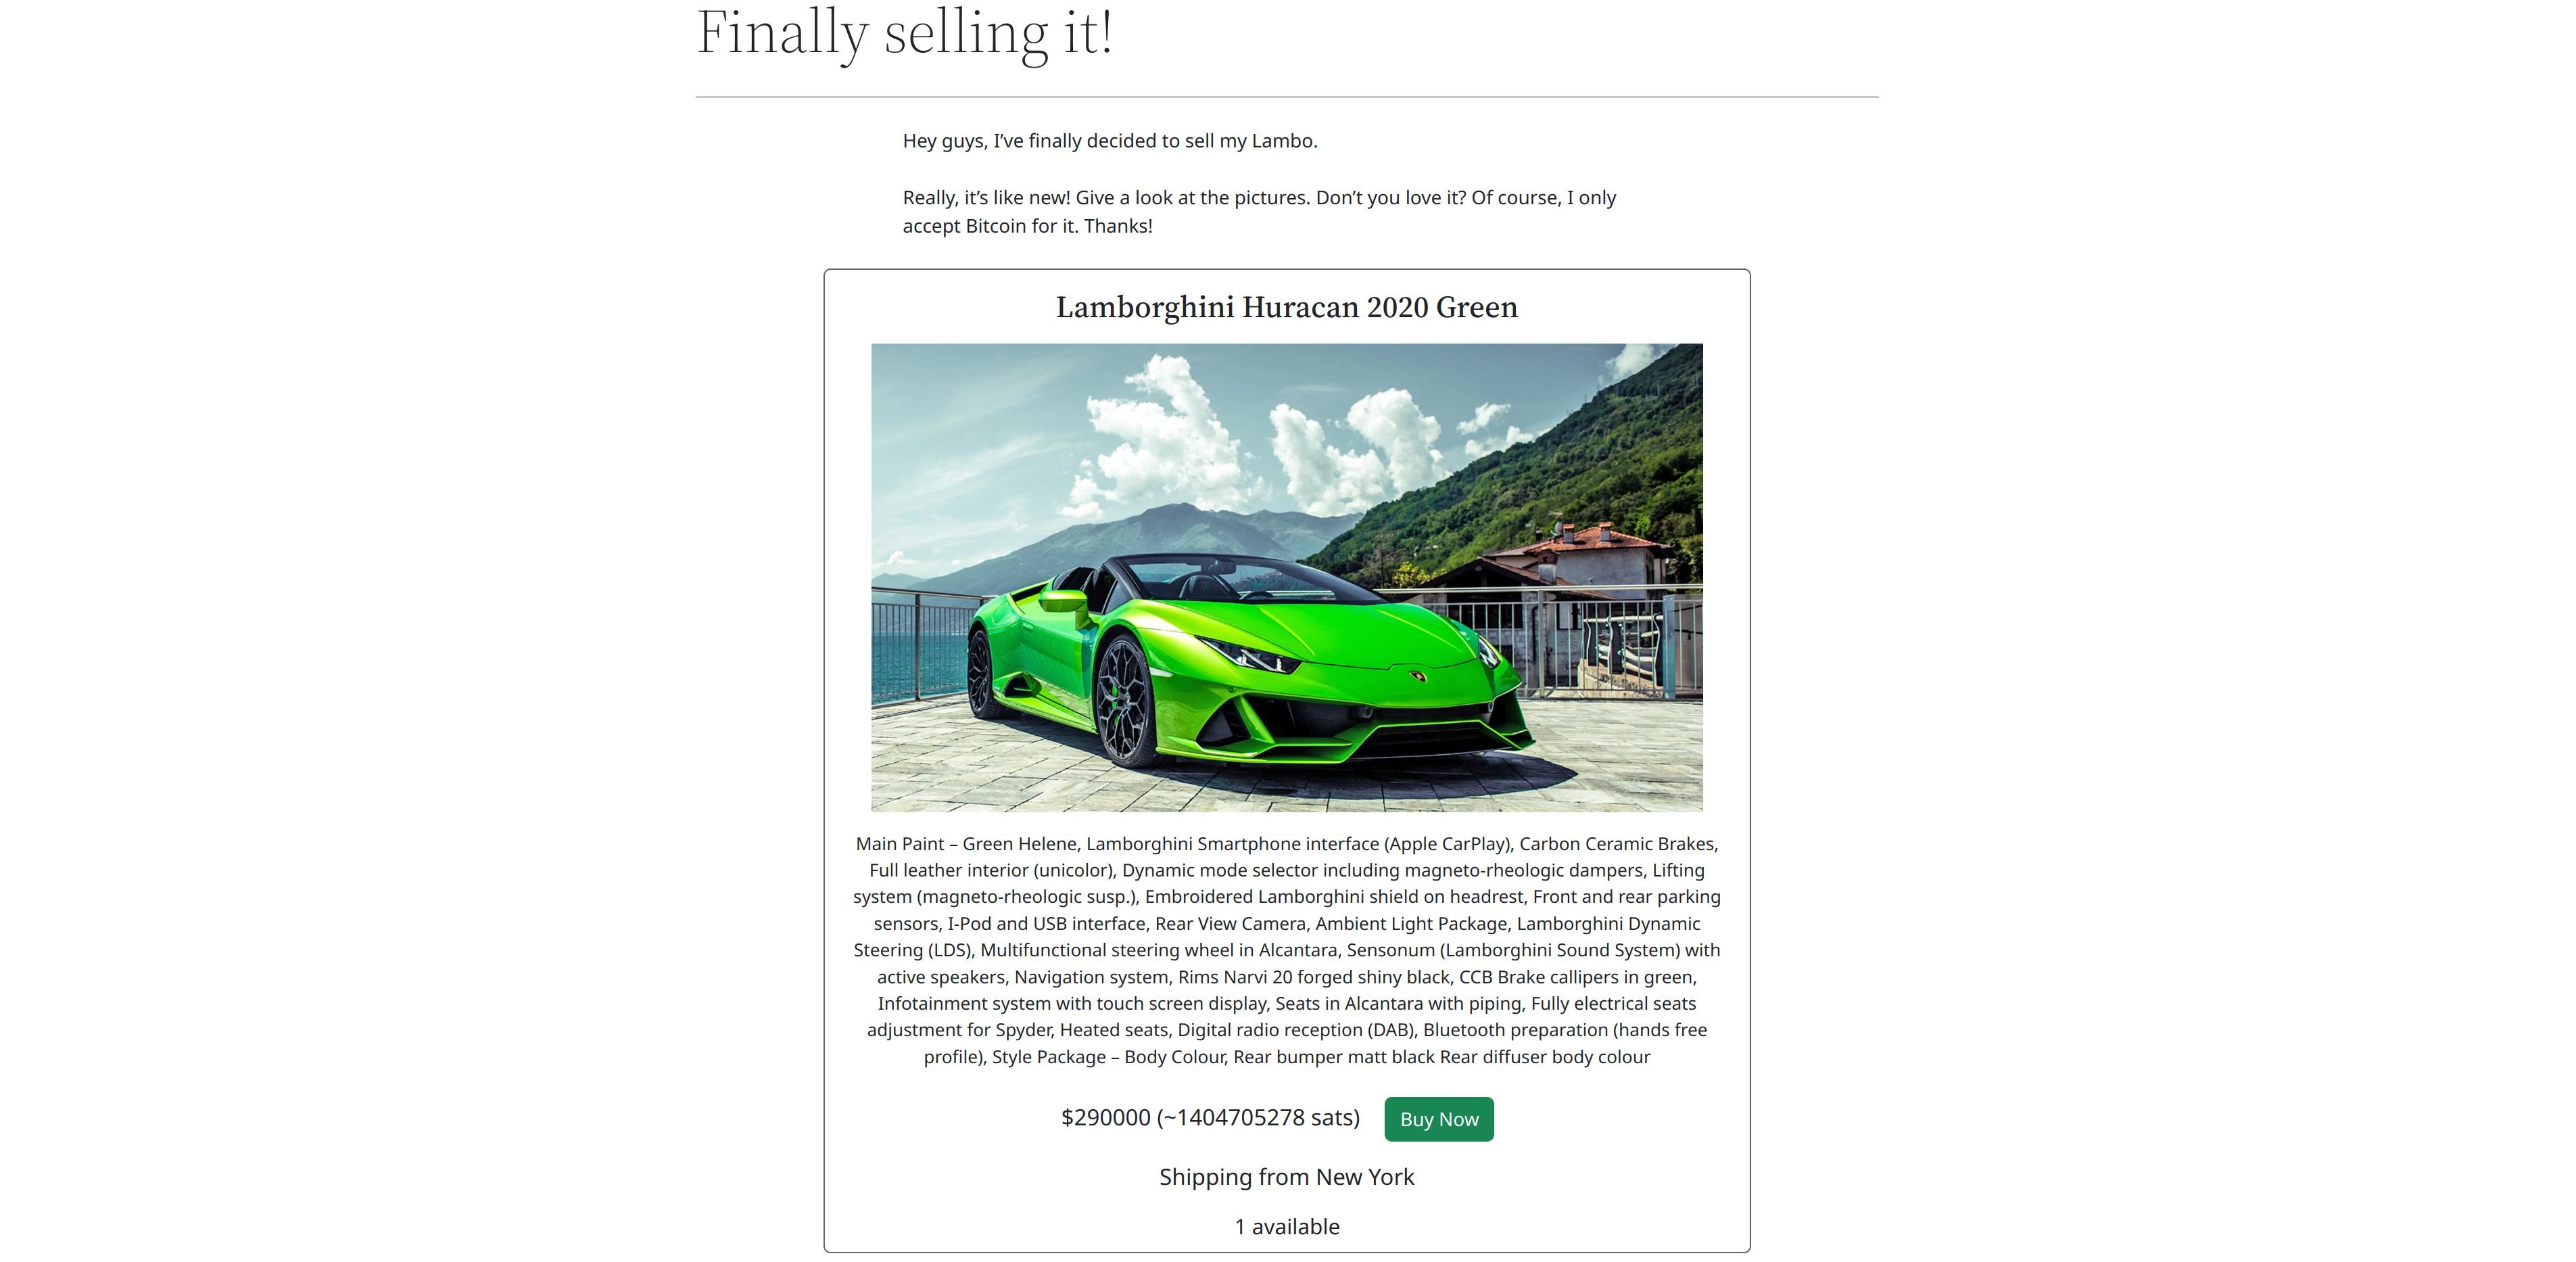 Finally selling it!
Hey guys, I’ve finally decided to sell my Lambo.
Really, it’s like new! Give a look at the pictures. Don’t you love it? Of course, I only
accept Bitcoin for it. Thanks!
Lamborghini Huracan 2020 Green
Main Paint – Green Helene, Lamborghini Smartphone interface (Apple CarPlay), Carbon Ceramic Brakes,
Full leather interior (unicolor), Dynamic mode selector including magneto-rheologic dampers, Lifting
system (magneto-rheologic susp.), Embroidered Lamborghini shield on headrest, Front and rear parking
sensors, I-Pod and USB interface, Rear View Camera, Ambient Light Package, Lamborghini Dynamic
Steering (LDS), Multifunctional steering wheel in Alcantara, Sensonum (Lamborghini Sound System) with
active speakers, Navigation system, Rims Narvi 20 forged shiny black, CCB Brake callipers in green,
Infotainment system with touch screen display, Seats in Alcantara with piping, Fully electrical seats
adjustment for Spyder, Heated seats, Digital radio reception (DAB), Bluetooth preparation (hands free
profile), Style Package – Body Colour, Rear bumper matt black Rear diffuser body colour
$290000 (~1404705278 sats) Buy Now
Shipping from New York
1 available